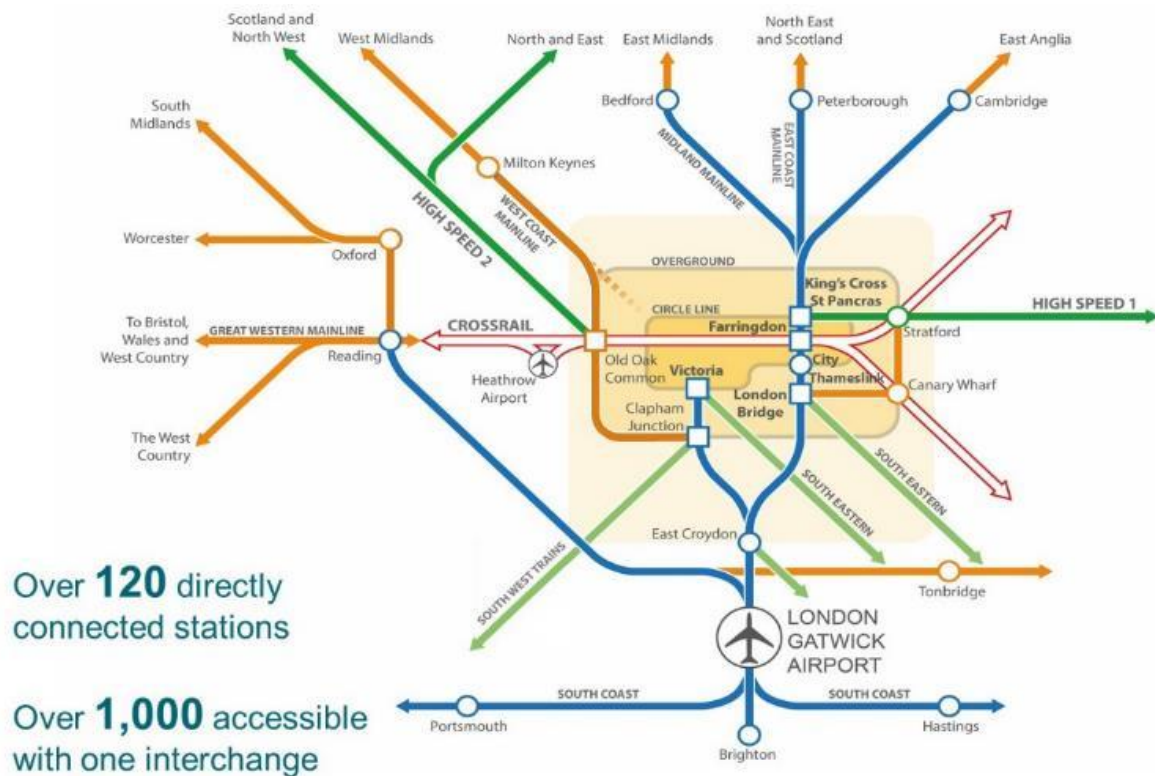 Scotland and
North West
West Midlands
North and East
East Midlands
North East
and Scotland
East Anglia
South
Midlands
Bedford
Peterborough
Cambridge
Milton Keynes
MIDLAND MAINLINE
EAST COAST
MAINLINE
HIGH SPEED 2
WEST COAST
MAINLINE
Worcester
Oxford
OVERGROUND
King's Cross
St Pancras
CIRCLE LINE
HIGH SPEED 1
To Bristol,
Wales and
West Country
GREAT WESTERN MAINLINE
Reading
CROSSRAIL
Farringdon
Stratford
Heathrow
Airport
Old Oak
Common
Victoria
City
Thameslink
Canary Wharf
London
Bridge
Clapham
Junction
The West
Country
SOUTH EASTERN
SOUTH EASTERN
East Croydon
SOUTH WEST TRAINS
Tonbridge
Over 120 directly
connected stations
LONDON
GATWICK
AIRPORT
Over 1,000 accessible
with one interchange
SOUTH COAST
SOUTH COAST
Portsmouth
Hastings
Brighton